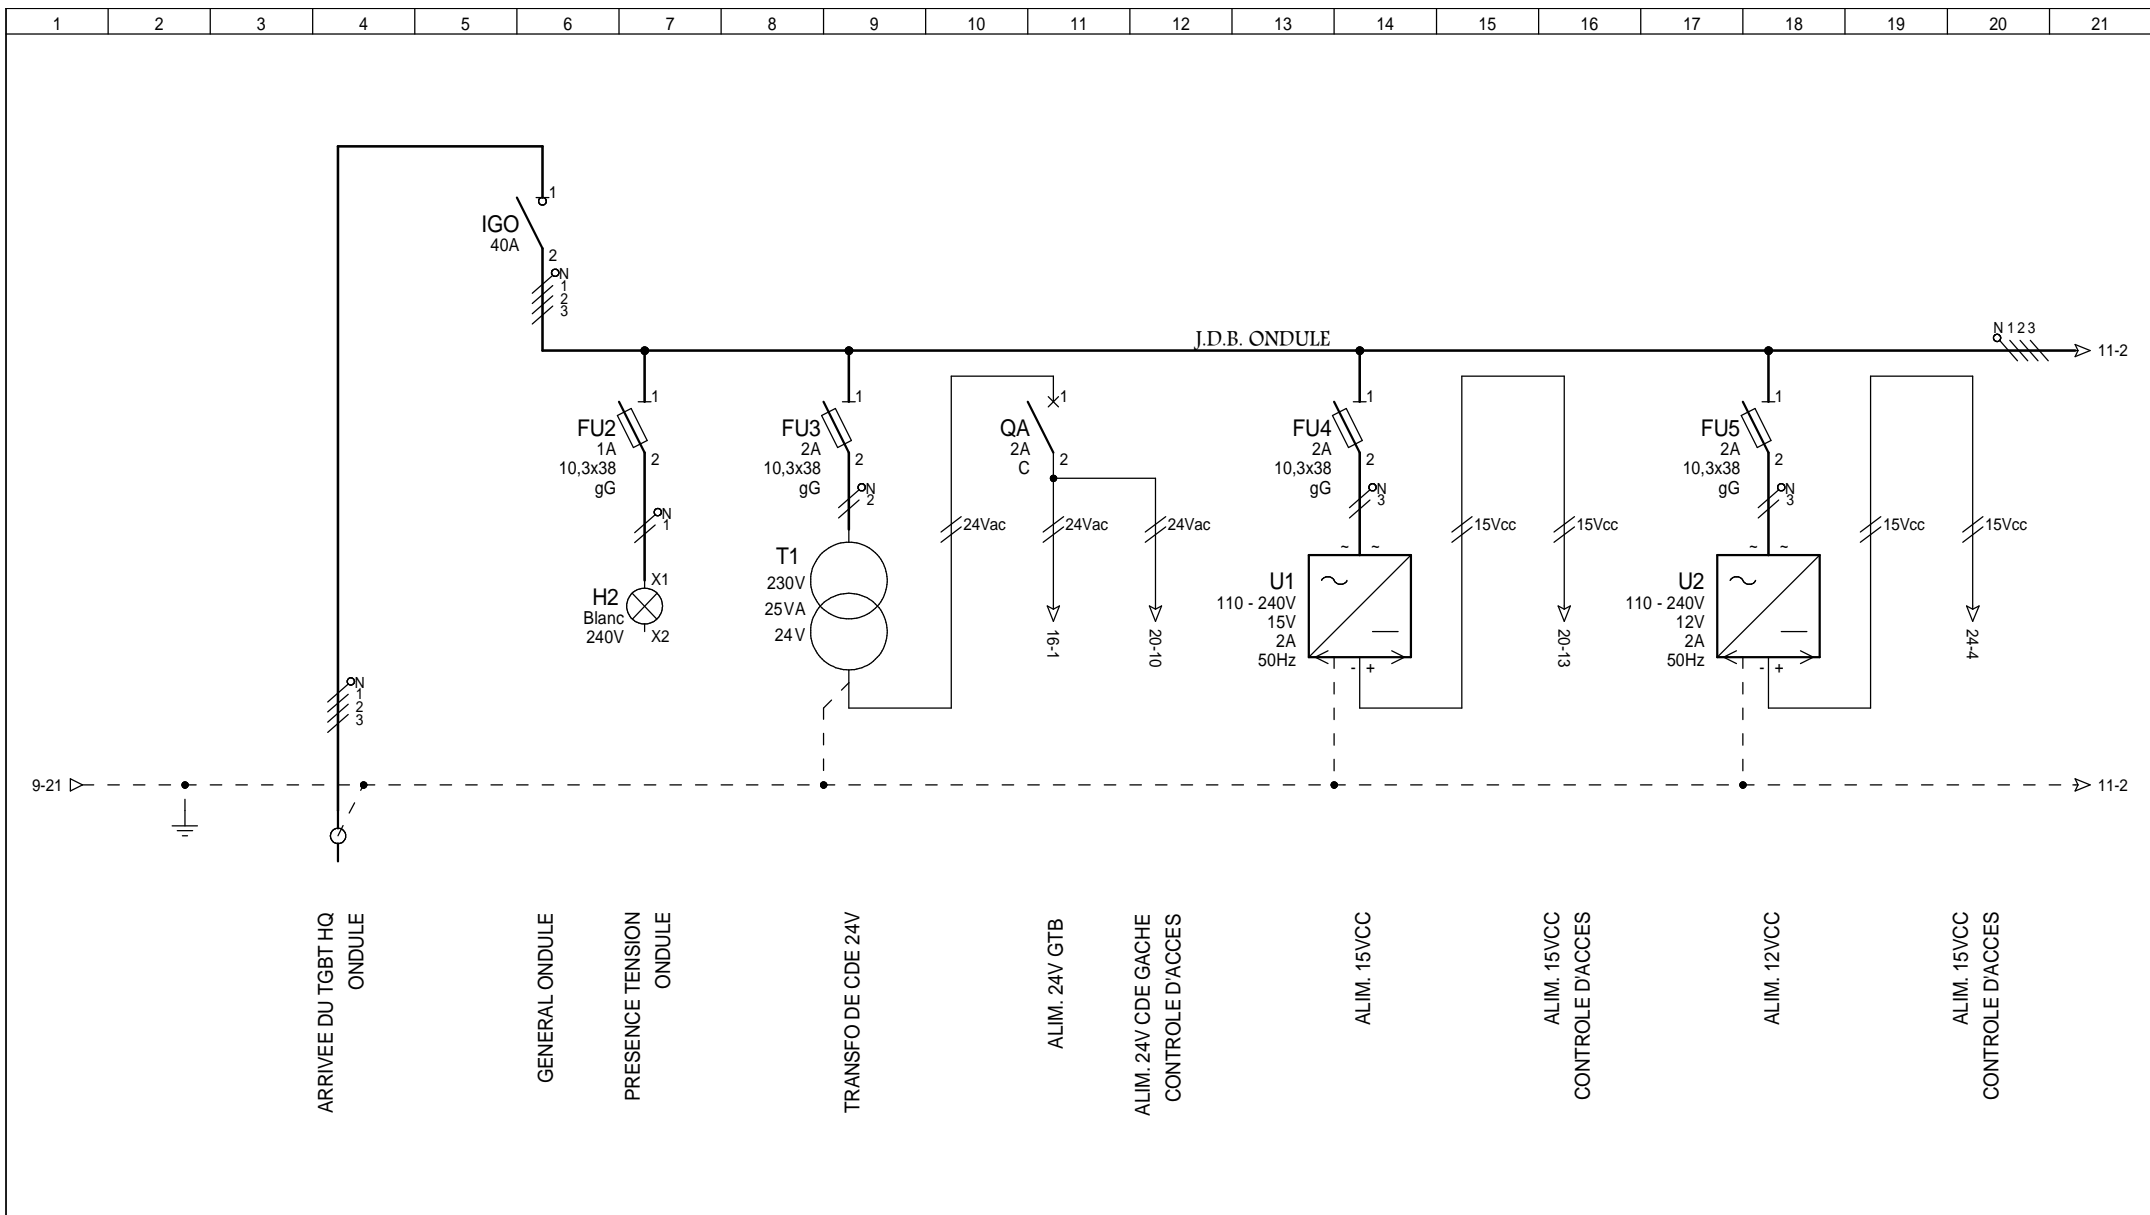 1 2 3 4 5 6 7 8 9 10 11 12 13 14 15 16 17 18 19 20 21
1
IGO
40A
2
N
1
2
3
J.D.B. ONDULE
N 1 2 3
11-2
1
FU2
1A
10,3x38
gG
2
N
1
X1
H2
Blanc
240V
X2
1
FU3
2A
10,3x38
gG
2
N
2
T1
230V
25VA
24V
24Vac
1
QA
2A
C
2
24Vac
24Vac
16-1
20-10
1
FU4
2A
10,3x38
gG
2
N
3
~ ~
U1
110 - 240V
15V
2A
50Hz
- +
15Vcc
15Vcc
20-13
1
FU5
2A
10,3x38
gG
2
N
3
~ ~
U2
110 - 240V
12V
2A
50Hz
- +
15Vcc
15Vcc
24-4
N
1
2
3
9-21
11-2
ARRIVEE DU TGBT HQ
ONDULE
GENERAL ONDULE
PRESENCE TENSION
ONDULE
TRANSFO DE CDE 24V
ALIM. 24V GTB
ALIM. 24V CDE GACHE
CONTROLE D'ACCES
ALIM. 15VCC
ALIM. 15VCC
CONTROLE D'ACCES
ALIM. 12VCC
ALIM. 15VCC
CONTROLE D'ACCES